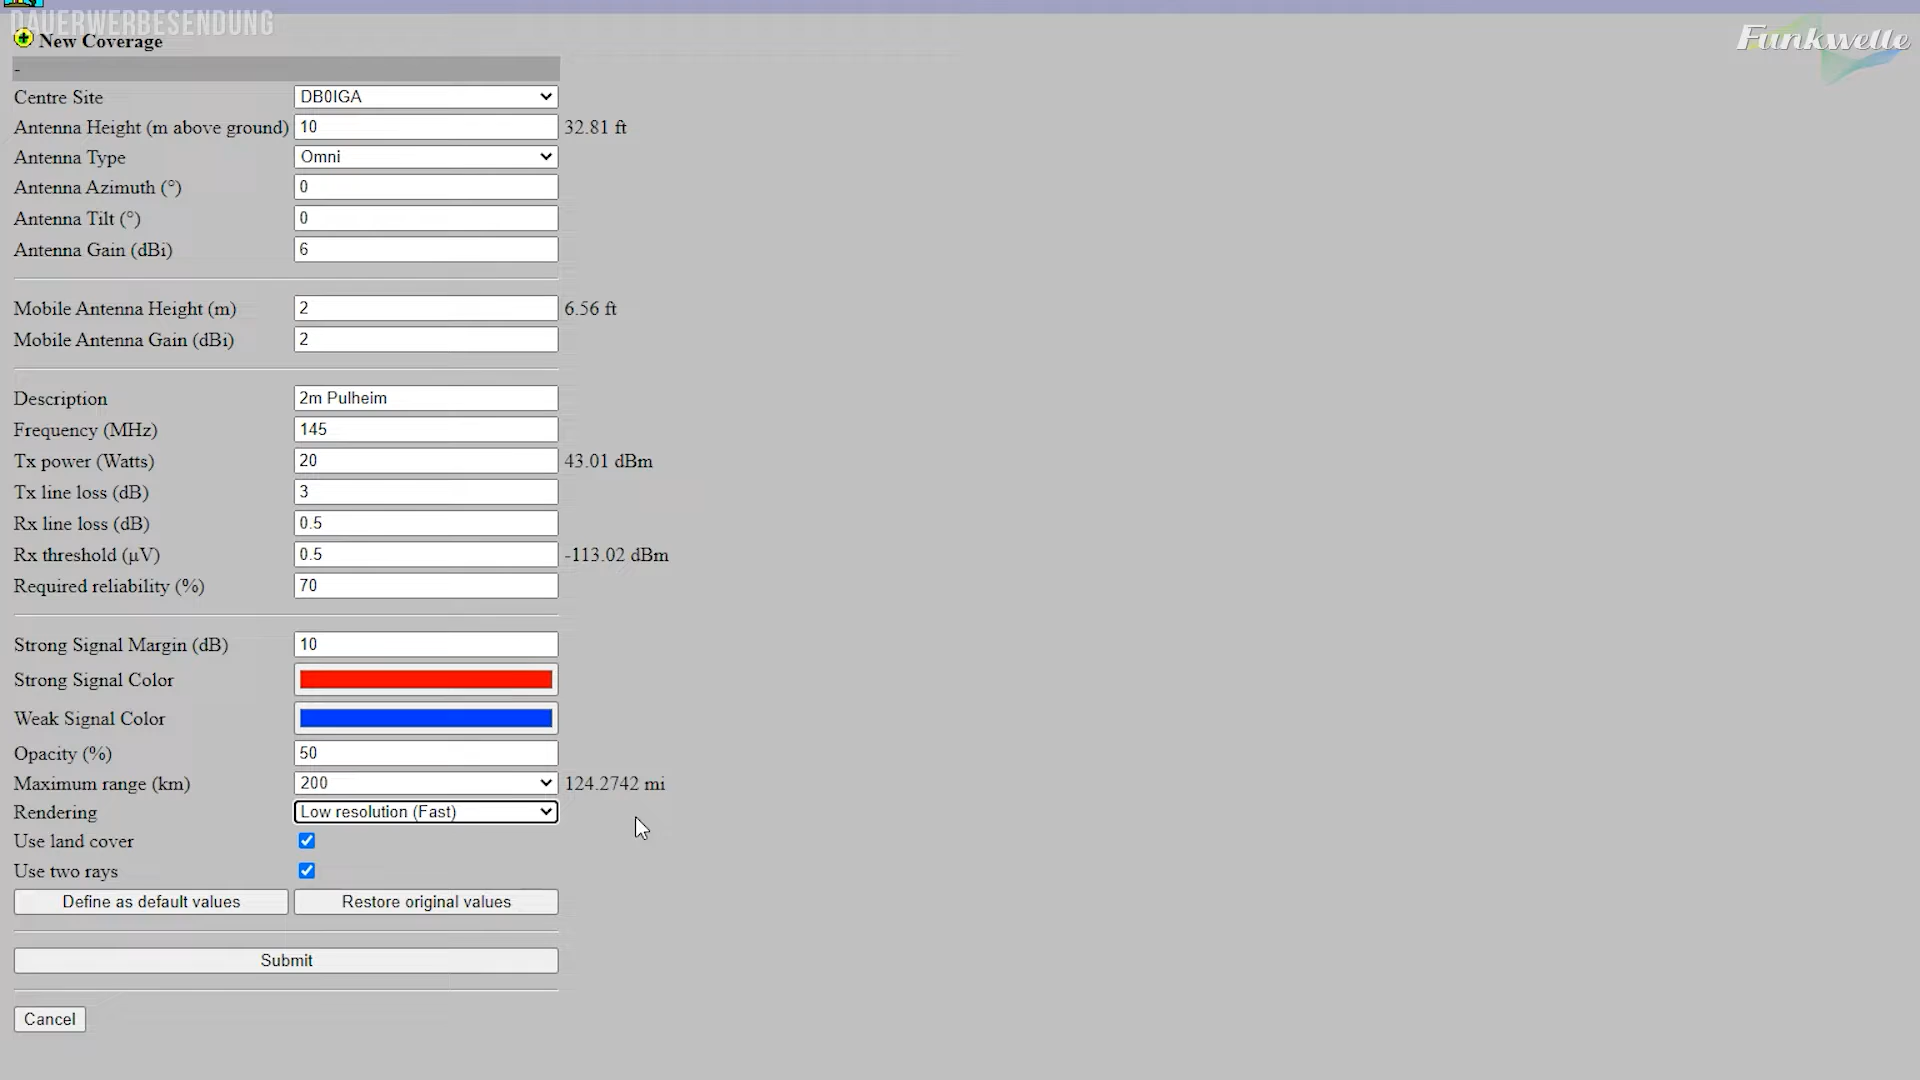 DAUERWERBESENDUNG
Funkwelle
New Coverage
-
Centre Site DB0IGA
Antenna Height (m above ground) 10 32.81 ft
Antenna Type Omni
Antenna Azimuth (°) 0
Antenna Tilt (°) 0
Antenna Gain (dBi) 6
Mobile Antenna Height (m) 2 6.56 ft
Mobile Antenna Gain (dBi) 2
Description 2m Pulheim
Frequency (MHz) 145
Tx power (Watts) 20 43.01 dBm
Tx line loss (dB) 3
Rx line loss (dB) 0.5
Rx threshold (µV) 0.5 -113.02 dBm
Required reliability (%) 70
Strong Signal Margin (dB) 10
Strong Signal Color
Weak Signal Color
Opacity (%) 50
Maximum range (km) 200 124.2742 mi
Rendering Low resolution (Fast)
Use land cover
Use two rays
Define as default values Restore original values
Submit
Cancel